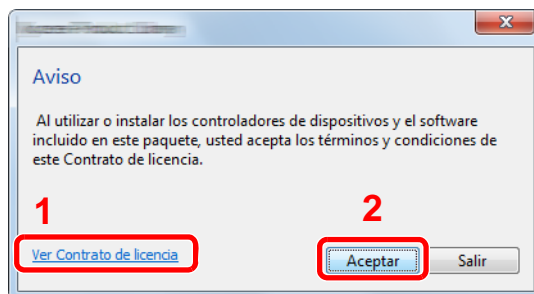 Aviso
Al utilizar o instalar los controladores de dispositivos y el software
incluido en este paquete, usted acepta los términos y condiciones de
este Contrato de licencia.
1
2
Ver Contrato de licencia
Aceptar
Salir